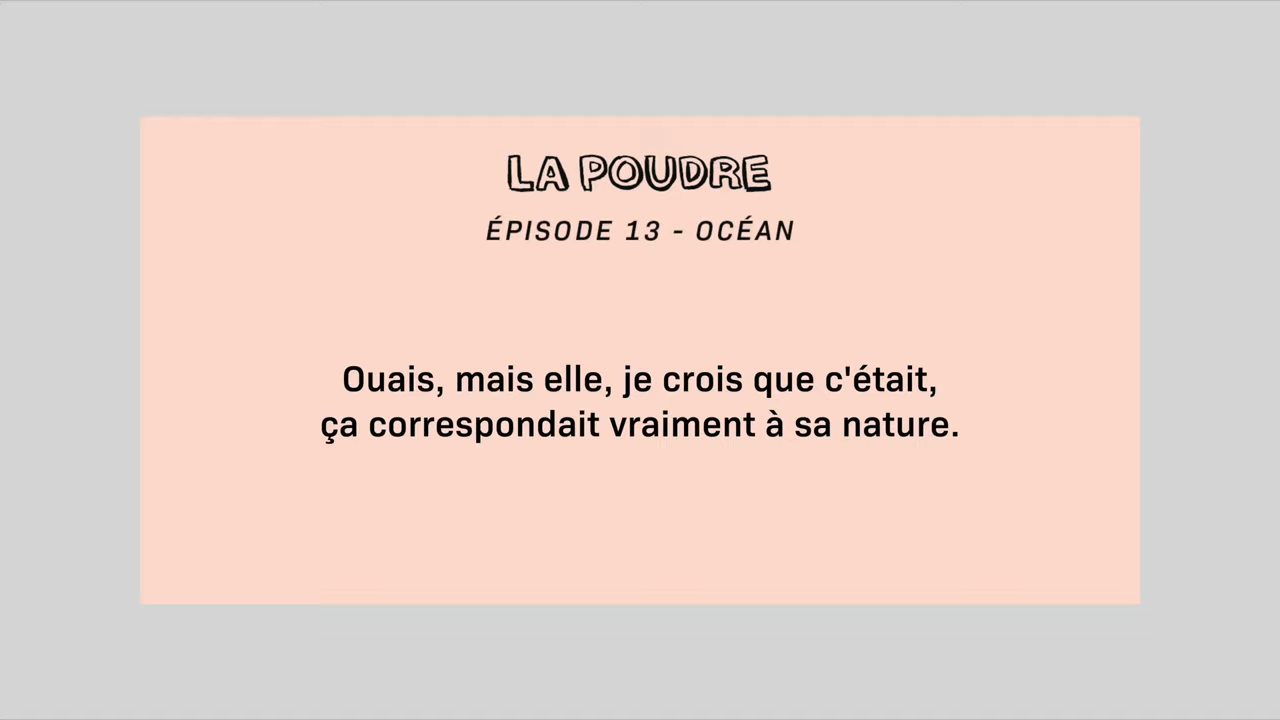 LA POUDRE
ÉPISODE 13 - OCÉAN
Ouais, mais elle, je crois que c'était,
ça correspondait vraiment à sa nature.